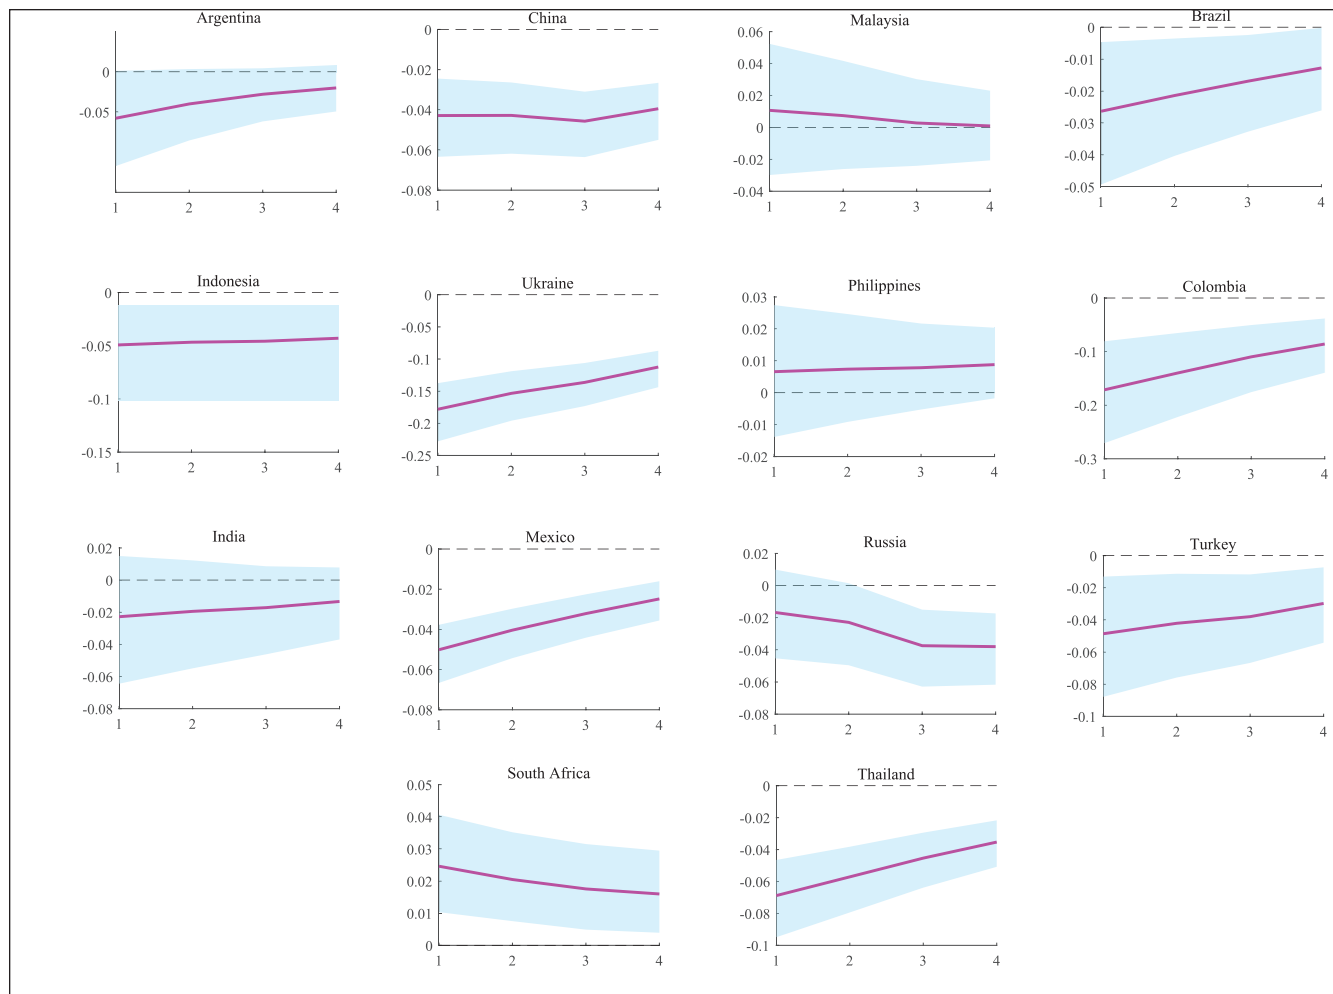 Argentina
0
-0.05
1 2 3 4
China
0
-0.02
-0.04
-0.06
-0.08
1 2 3 4
Malaysia
0.06
0.04
0.02
0
-0.02
-0.04
1 2 3 4
Brazil
0
-0.01
-0.02
-0.03
-0.04
-0.05
1 2 3 4
Indonesia
0
-0.05
-0.1
-0.15
1 2 3 4
Ukraine
0
-0.05
-0.1
-0.15
-0.2
-0.25
1 2 3 4
Philippines
0.03
0.02
0.01
0
-0.01
-0.02
1 2 3 4
Colombia
0
-0.1
-0.2
-0.3
1 2 3 4
India
0.02
0
-0.02
-0.04
-0.06
-0.08
1 2 3 4
Mexico
0
-0.02
-0.04
-0.06
-0.08
1 2 3 4
Russia
0.02
0
-0.02
-0.04
-0.06
-0.08
1 2 3 4
Turkey
0
-0.02
-0.04
-0.06
-0.08
-0.1
1 2 3 4
South Africa
0.05
0.04
0.03
0.02
0.01
0
1 2 3 4
Thailand
0
-0.02
-0.04
-0.06
-0.08
-0.1
1 2 3 4